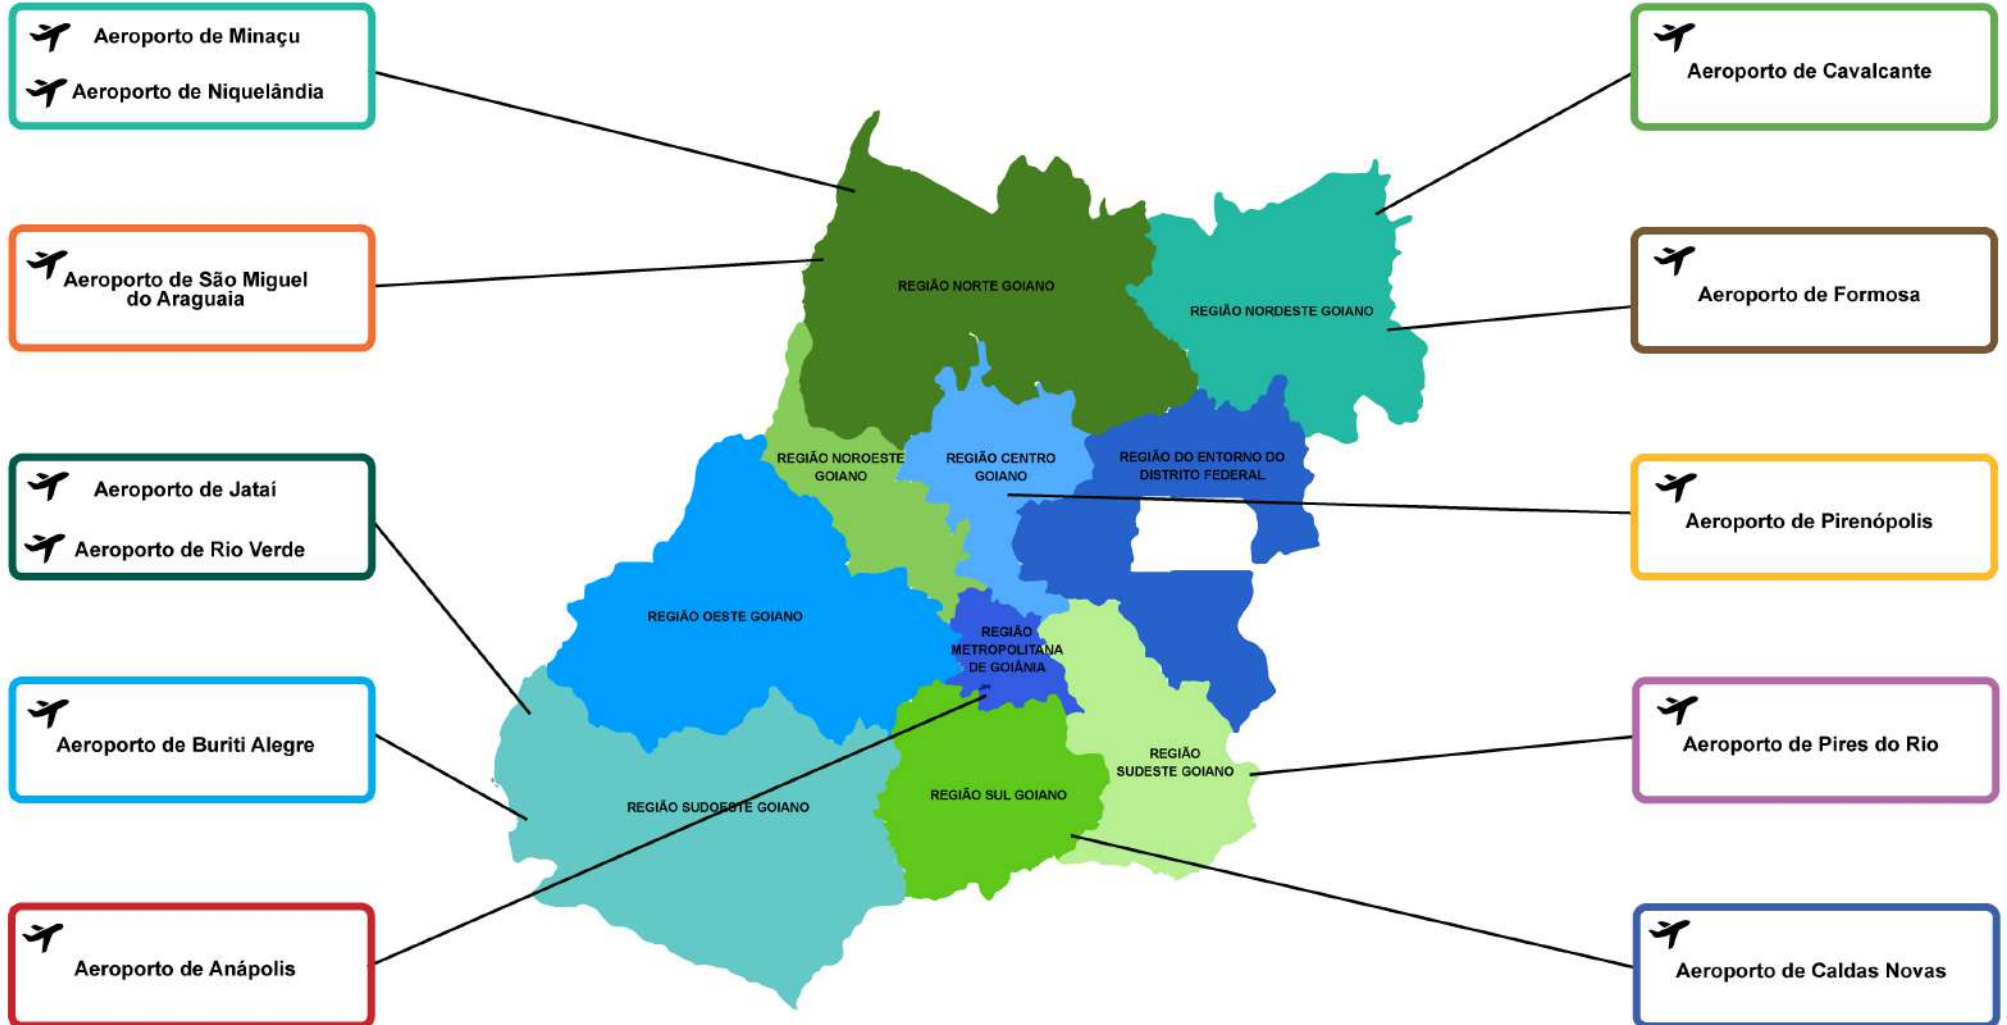 Aeroporto de Minaçu
Aeroporto de Niquelândia
Aeroporto de São Miguel
do Araguaia
Aeroporto de Jataí
Aeroporto de Rio Verde
Aeroporto de Buriti Alegre
Aeroporto de Anápolis
REGIÃO NORTE GOIANO
REGIÃO NORDESTE GOIANO
REGIÃO NOROESTE
GOIANO
REGIÃO CENTRO
GOIANO
REGIÃO DO ENTORNO DO
DISTRITO FEDERAL
REGIÃO OESTE GOIANO
REGIÃO
METROPOLITANA
DE GOIÂNIA
REGIÃO
SUDESTE GOIANO
REGIÃO SUL GOIANO
REGIÃO SUDOESTE GOIANO
Aeroporto de Cavalcante
Aeroporto de Formosa
Aeroporto de Pirenópolis
Aeroporto de Pires do Rio
Aeroporto de Caldas Novas